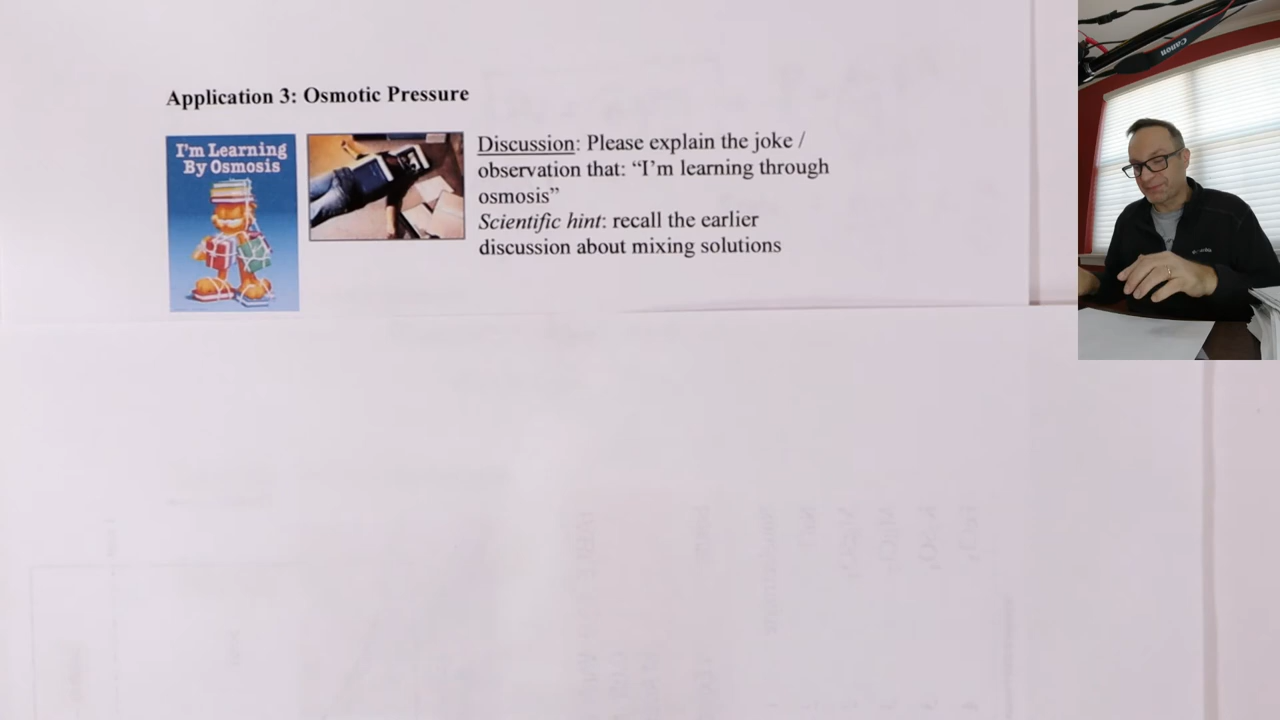 Application 3: Osmotic Pressure
I'm Learning
By Osmosis
Discussion: Please explain the joke /
observation that: “I'm learning through
osmosis”
Scientific hint: recall the earlier
discussion about mixing solutions
Canon